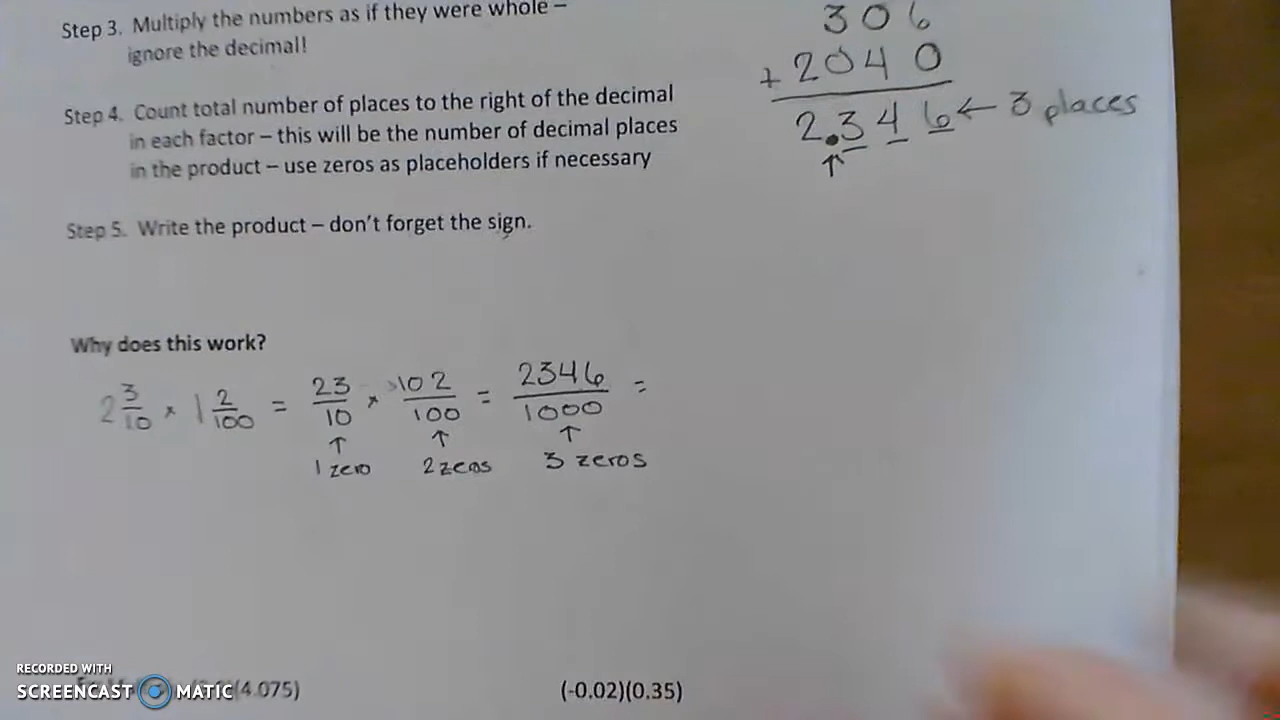 Step 3. Multiply the numbers as if they were whole –
ignore the decimal!
Step 4. Count total number of places to the right of the decimal
in each factor – this will be the number of decimal places
in the product – use zeros as placeholders if necessary
Step 5. Write the product – don't forget the sign.
306
+ 2040
2.346 ← 3 places
↑
Why does this work?
2 3/10 × 1 2/100 = 23/10 × 102/100 = 2346/1000 =
↑ ↑ ↑
1 zero 2 zeros 3 zeros
(4.075) (-0.02)(0.35)
RECORDED WITH
SCREENCAST MATIC